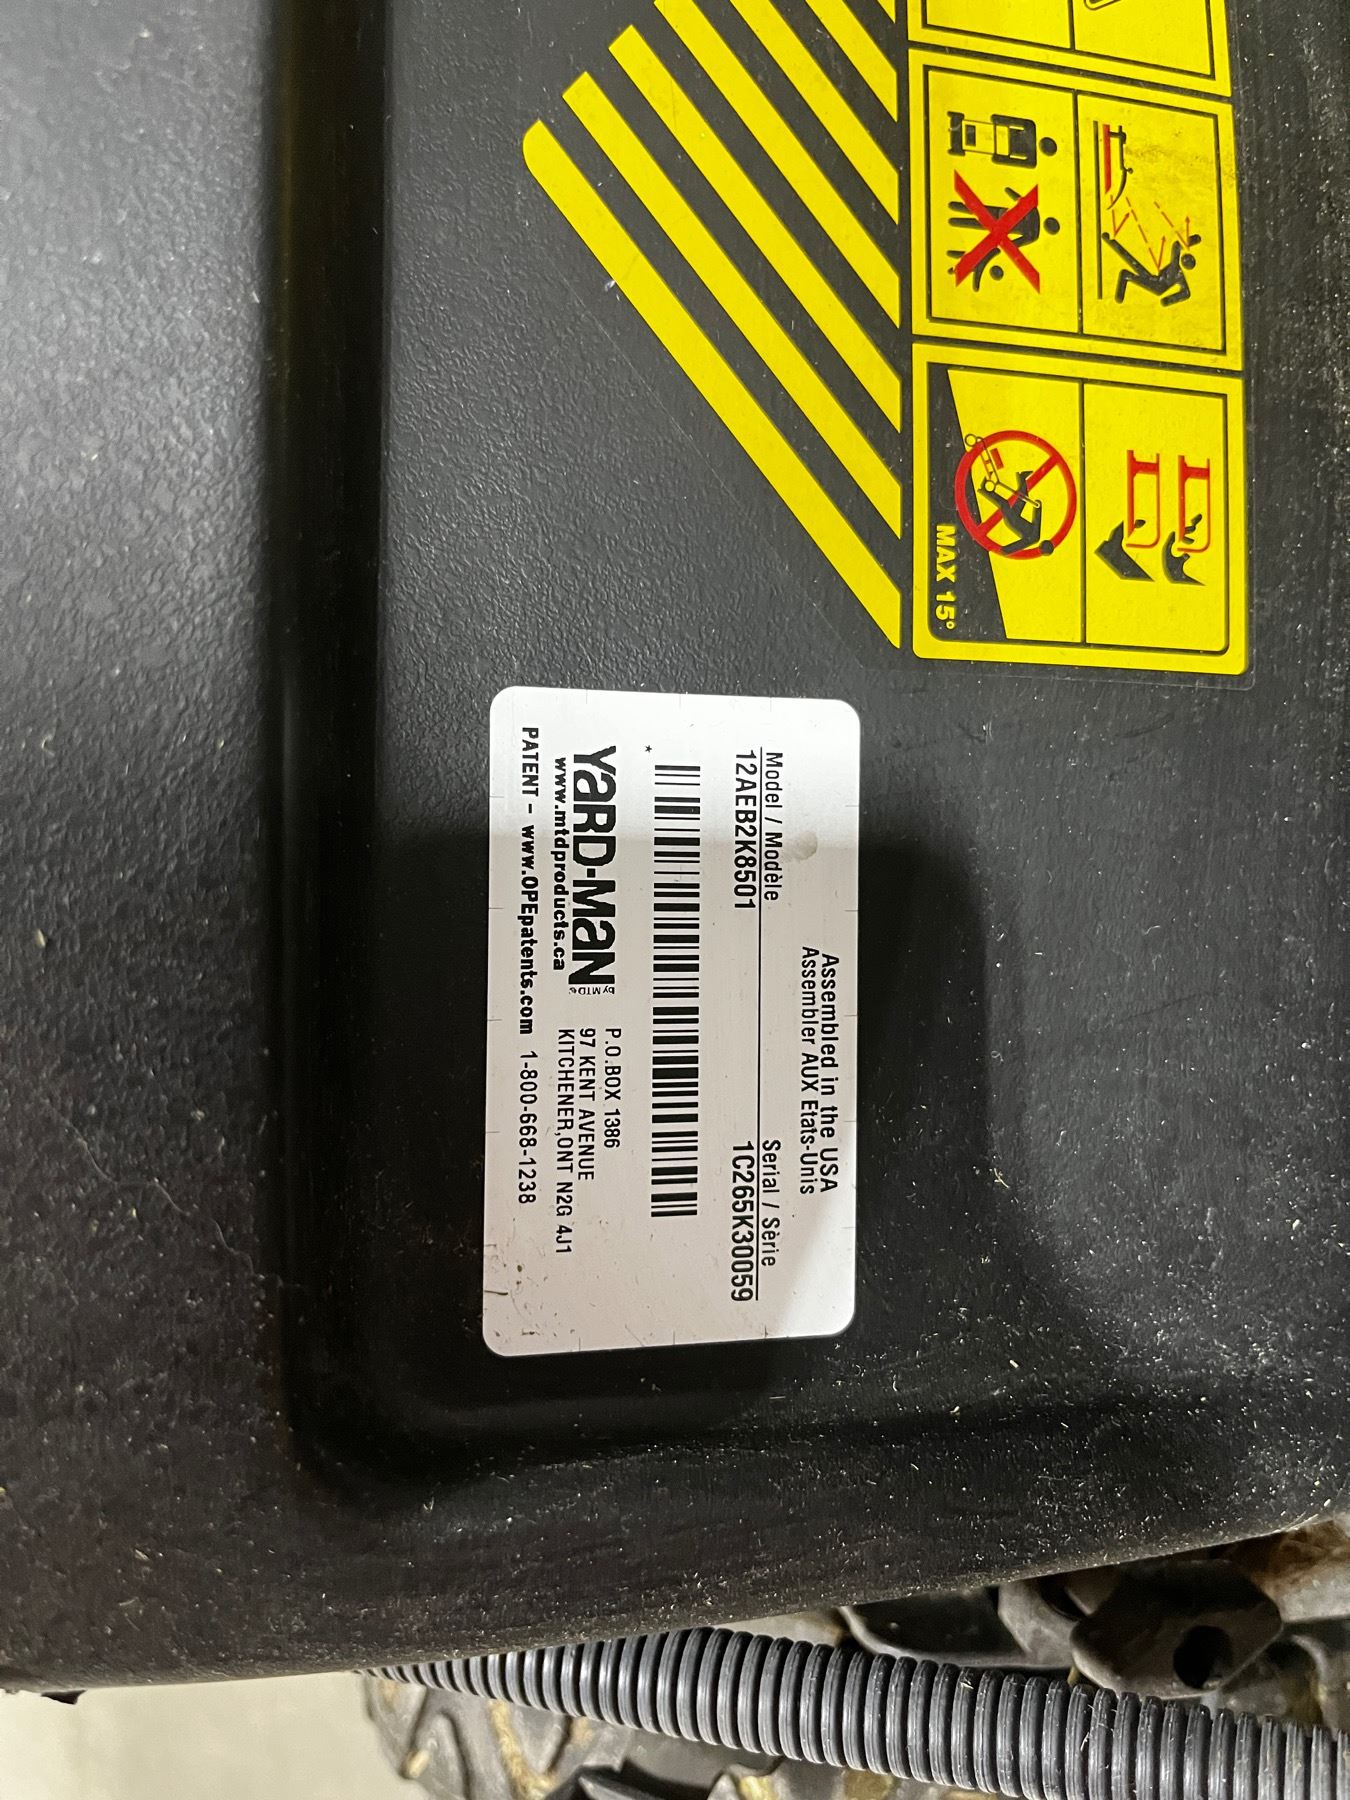 MAX 15°
Assembled in the USA
Assembler AUX Etats-Unis
Model / Modèle Serial / Sèrie
12AEB2K8501 1C265K30059
*
YARD-MAN by MTD®
www.mtdproducts.ca
P.O.BOX 1386
97 KENT AVENUE
KITCHENER,ONT N2G 4J1
PATENT - www.OPEpatents.com 1-800-668-1238